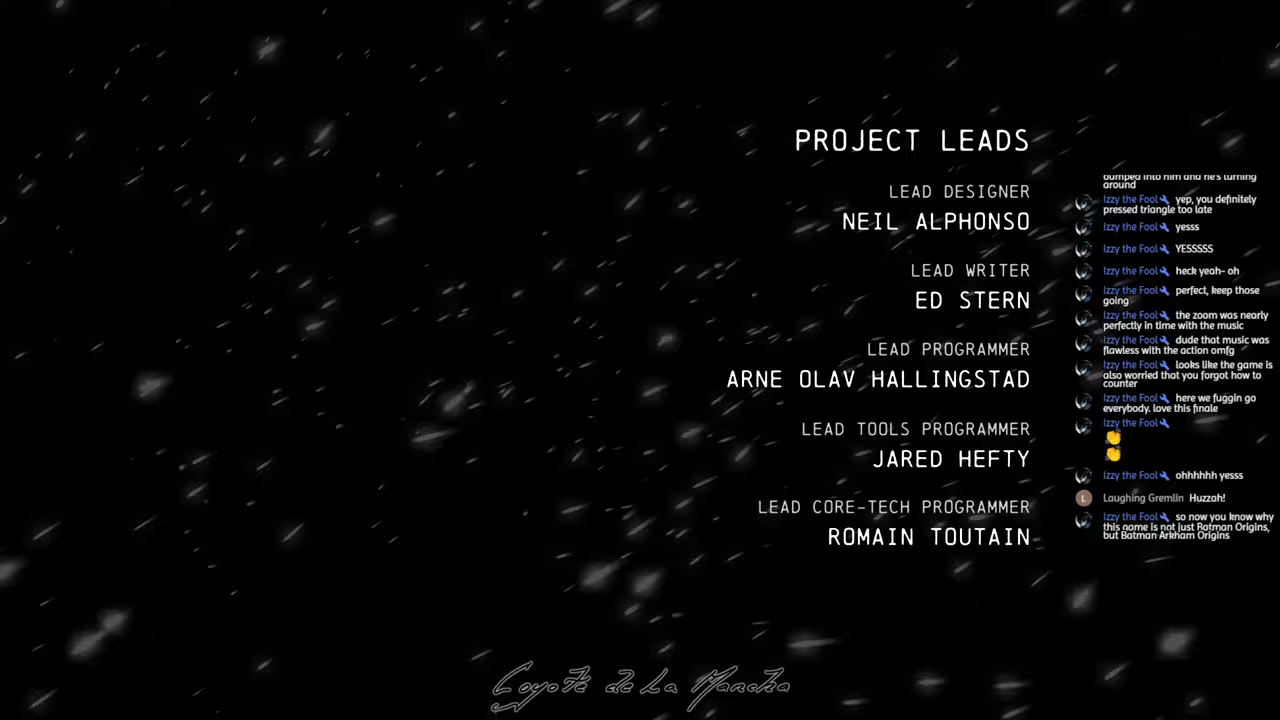 PROJECT LEADS
LEAD DESIGNER
NEIL ALPHONSO
LEAD WRITER
ED STERN
LEAD PROGRAMMER
ARNE OLAV HALLINGSTAD
LEAD TOOLS PROGRAMMER
JARED HEFTY
LEAD CORE-TECH PROGRAMMER
ROMAIN TOUTAIN
bumped into him and he's turning
around
Izzy the Fool yep, you definitely
pressed triangle too late
Izzy the Fool yesss
Izzy the Fool YESSSSS
Izzy the Fool heck yeah- oh
Izzy the Fool perfect, keep those
going
Izzy the Fool the zoom was nearly
perfectly in time with the music
Izzy the Fool dude that music was
flawless with the action omfg
Izzy the Fool looks like the game is
also worried that you forgot how to
counter
Izzy the Fool here we fuggin go
everybody. love this finale
Izzy the Fool
Izzy the Fool ohhhhhh yesss
L Laughing Gremlin Huzzah!
Izzy the Fool so now you know why
this game is not just Batman Origins,
but Batman Arkham Origins
Coyote de La Mancha